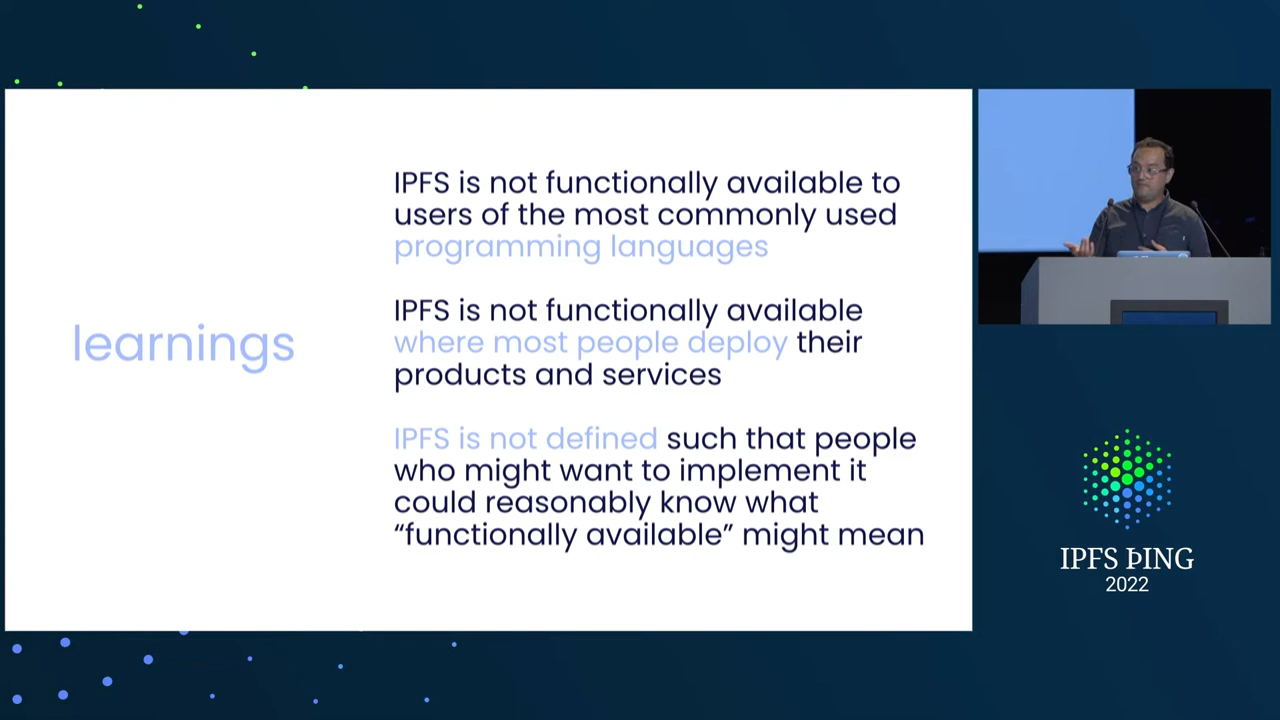 learnings
IPFS is not functionally available to
users of the most commonly used
programming languages
IPFS is not functionally available
where most people deploy their
products and services
IPFS is not defined such that people
who might want to implement it
could reasonably know what
“functionally available” might mean
IPFS ÞING
2022